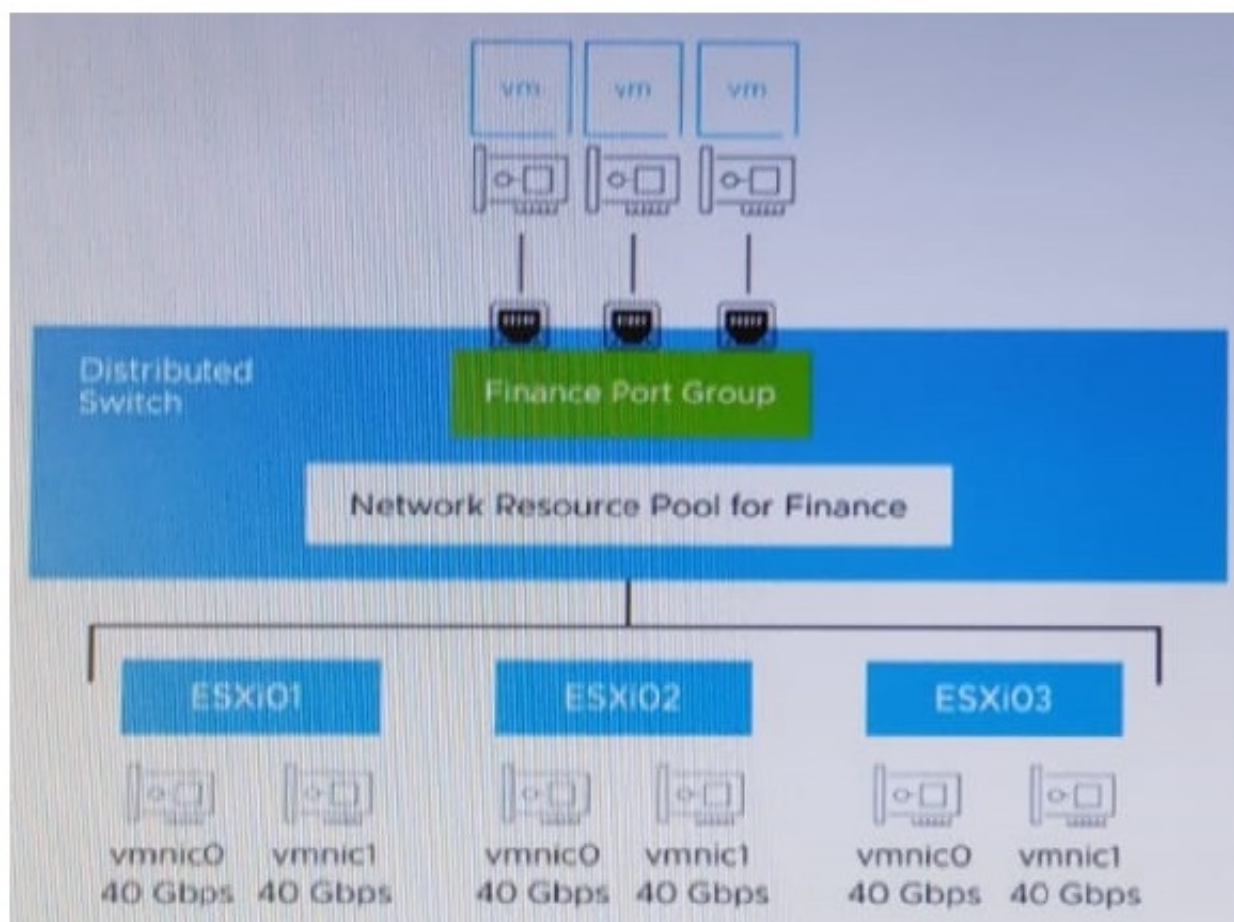 vm vm vm
Distributed
Switch
Finance Port Group
Network Resource Pool for Finance
ESXi01 ESXi02 ESXi03
vmnic0 vmnic1 vmnic0 vmnic1 vmnic0 vmnic1
40 Gbps 40 Gbps 40 Gbps 40 Gbps 40 Gbps 40 Gbps